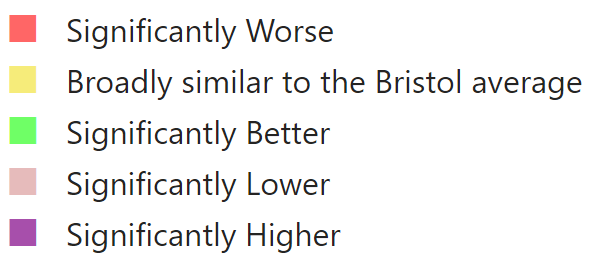 Significantly Worse
Broadly similar to the Bristol average
Significantly Better
Significantly Lower
Significantly Higher